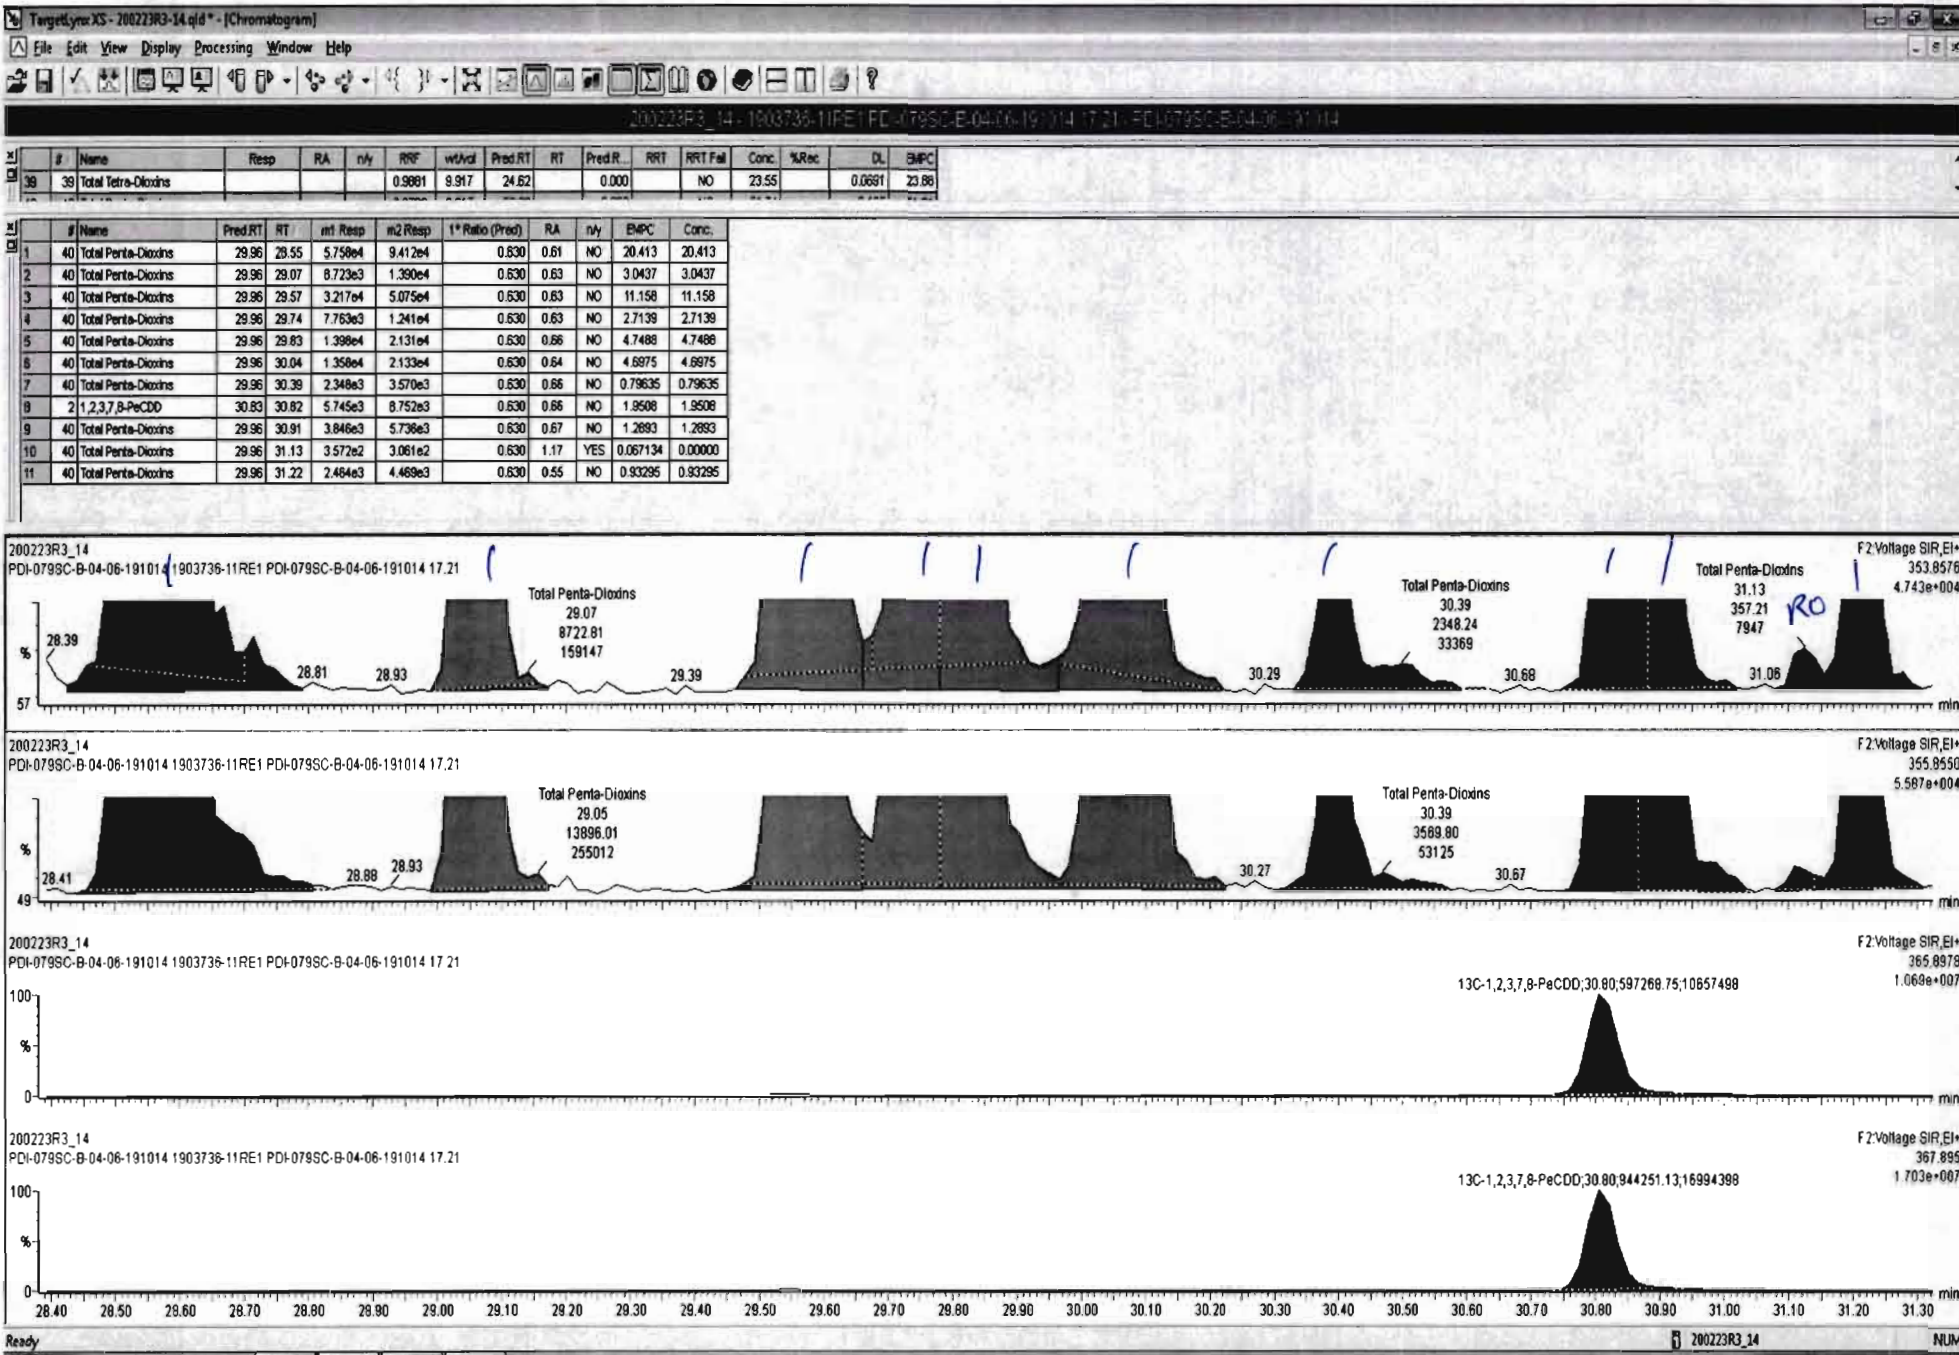 TargetLynx XS - 200223R3-14.qld * - [Chromatogram]
File Edit View Display Processing Window Help
# Name Resp RA n/y RRF wt/vol Pred.RT RT Pred.R... RRT RRT Fail Conc. %Rec DL EMPC
39 39 Total Tetra-Dioxins 0.9881 9.917 24.62 0.000 NO 23.55 0.0691 23.88
# Name Pred.RT RT m1 Resp m2 Resp 1° Ratio (Pred) RA n/y EMPC Conc.
1 40 Total Penta-Dioxins 29.96 28.55 5.758e4 9.412e4 0.630 0.61 NO 20.413 20.413
2 40 Total Penta-Dioxins 29.96 29.07 8.723e3 1.390e4 0.630 0.63 NO 3.0437 3.0437
3 40 Total Penta-Dioxins 29.96 29.57 3.217e4 5.075e4 0.630 0.63 NO 11.158 11.158
4 40 Total Penta-Dioxins 29.96 29.74 7.763e3 1.241e4 0.630 0.63 NO 2.7139 2.7139
5 40 Total Penta-Dioxins 29.96 29.83 1.398e4 2.131e4 0.630 0.66 NO 4.7488 4.7488
6 40 Total Penta-Dioxins 29.96 30.04 1.358e4 2.133e4 0.630 0.64 NO 4.6975 4.6975
7 40 Total Penta-Dioxins 29.96 30.39 2.348e3 3.570e3 0.630 0.66 NO 0.79635 0.79635
8 2 1,2,3,7,8-PeCDD 30.83 30.82 5.745e3 8.752e3 0.630 0.66 NO 1.9508 1.9508
9 40 Total Penta-Dioxins 29.96 30.91 3.846e3 5.736e3 0.630 0.67 NO 1.2893 1.2893
10 40 Total Penta-Dioxins 29.96 31.13 3.572e2 3.061e2 0.630 1.17 YES 0.067134 0.00000
11 40 Total Penta-Dioxins 29.96 31.22 2.464e3 4.469e3 0.630 0.55 NO 0.93295 0.93295
200223R3_14
PDI-079SC-B-04-06-191014 1903736-11RE1 PDI-079SC-B-04-06-191014 17.21
F2:Voltage SIR,EI+
353.8576
4.743e+004
Total Penta-Dioxins
29.07
8722.81
159147
Total Penta-Dioxins
30.39
2348.24
33369
Total Penta-Dioxins
31.13
357.21
7947
RO
28.39 28.81 28.93 29.39 30.29 30.68 31.06
%
57
min
200223R3_14
PDI-079SC-B-04-06-191014 1903736-11RE1 PDI-079SC-B-04-06-191014 17.21
F2:Voltage SIR,EI+
355.8550
5.587e+004
Total Penta-Dioxins
29.05
13896.01
255012
Total Penta-Dioxins
30.39
3569.80
53125
28.41 28.88 28.93 30.27 30.67
%
49
min
200223R3_14
PDI-079SC-B-04-06-191014 1903736-11RE1 PDI-079SC-B-04-06-191014 17.21
F2:Voltage SIR,EI+
365.8978
1.069e+007
13C-1,2,3,7,8-PeCDD;30.80;597268.75;10657498
100
%
0
min
200223R3_14
PDI-079SC-B-04-06-191014 1903736-11RE1 PDI-079SC-B-04-06-191014 17.21
F2:Voltage SIR,EI+
367.895
1.703e+007
13C-1,2,3,7,8-PeCDD;30.80;944251.13;16994398
100
%
0
min
28.40 28.50 28.60 28.70 28.80 28.90 29.00 29.10 29.20 29.30 29.40 29.50 29.60 29.70 29.80 29.90 30.00 30.10 30.20 30.30 30.40 30.50 30.60 30.70 30.80 30.90 31.00 31.10 31.20 31.30
Ready 200223R3_14 NUM